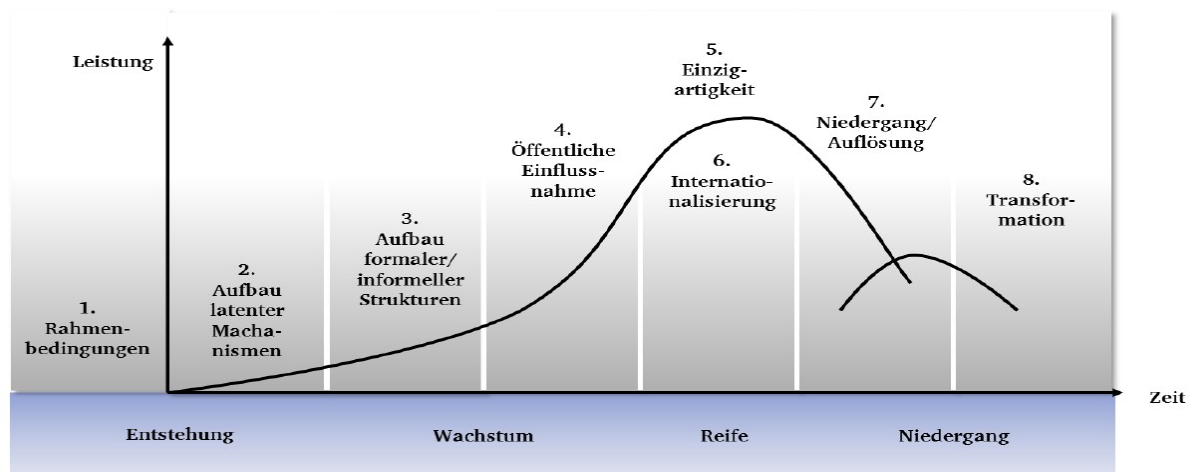 Leistung
1.
Rahmen-
bedingungen
2.
Aufbau
latenter
Macha-
nismen
3.
Aufbau
formaler/
informeller
Strukturen
4.
Öffentliche
Einfluss-
nahme
5.
Einzig-
artigkeit
6.
Internatio-
nalisierung
7.
Niedergang/
Auflösung
8.
Transfor-
mation
Zeit
Entstehung
Wachstum
Reife
Niedergang